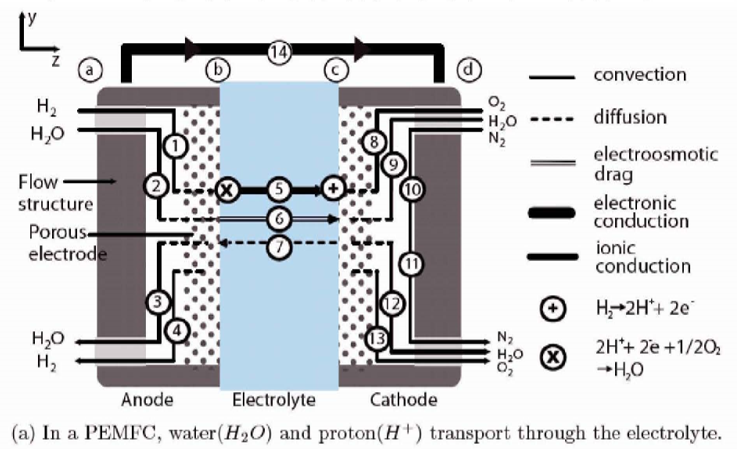 y
z
a
b
c
d
14
H₂
H₂O
O₂
H₂O
N₂
1
2
3
4
5
6
7
8
9
10
11
12
13
X
+
Flow
structure
Porous
electrode
H₂O
H₂
N₂
H₂O
O₂
Anode
Electrolyte
Cathode
convection
diffusion
electroosmotic
drag
electronic
conduction
ionic
conduction
+ H₂→2H⁺+ 2e⁻
X 2H⁺+ 2e +1/2O₂
→H₂O
(a) In a PEMFC, water(H₂O) and proton(H⁺) transport through the electrolyte.